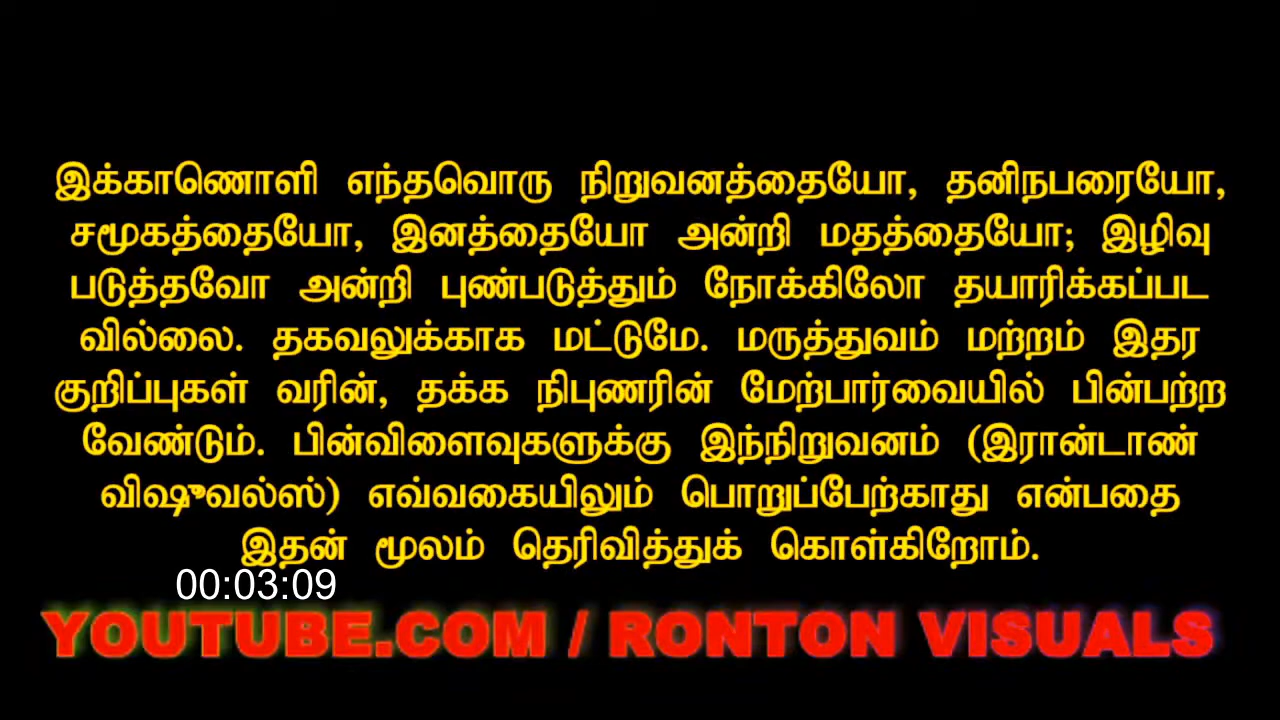 இக்காணொளி எந்தவொரு நிறுவனத்தையோ, தனிநபரையோ,
சமூகத்தையோ, இனத்தையோ அன்றி மதத்தையோ; இழிவு
படுத்தவோ அன்றி புண்படுத்தும் நோக்கிலோ தயாரிக்கப்பட
வில்லை. தகவலுக்காக மட்டுமே. மருத்துவம் மற்றம் இதர
குறிப்புகள் வரின், தக்க நிபுணரின் மேற்பார்வையில் பின்பற்ற
வேண்டும். பின்விளைவுகளுக்கு இந்நிறுவனம் (இரான்டாண்
விஷுவல்ஸ்) எவ்வகையிலும் பொறுப்பேற்காது என்பதை
இதன் மூலம் தெரிவித்துக் கொள்கிறோம்.
00:03:09
YOUTUBE.COM / RONTON VISUALS